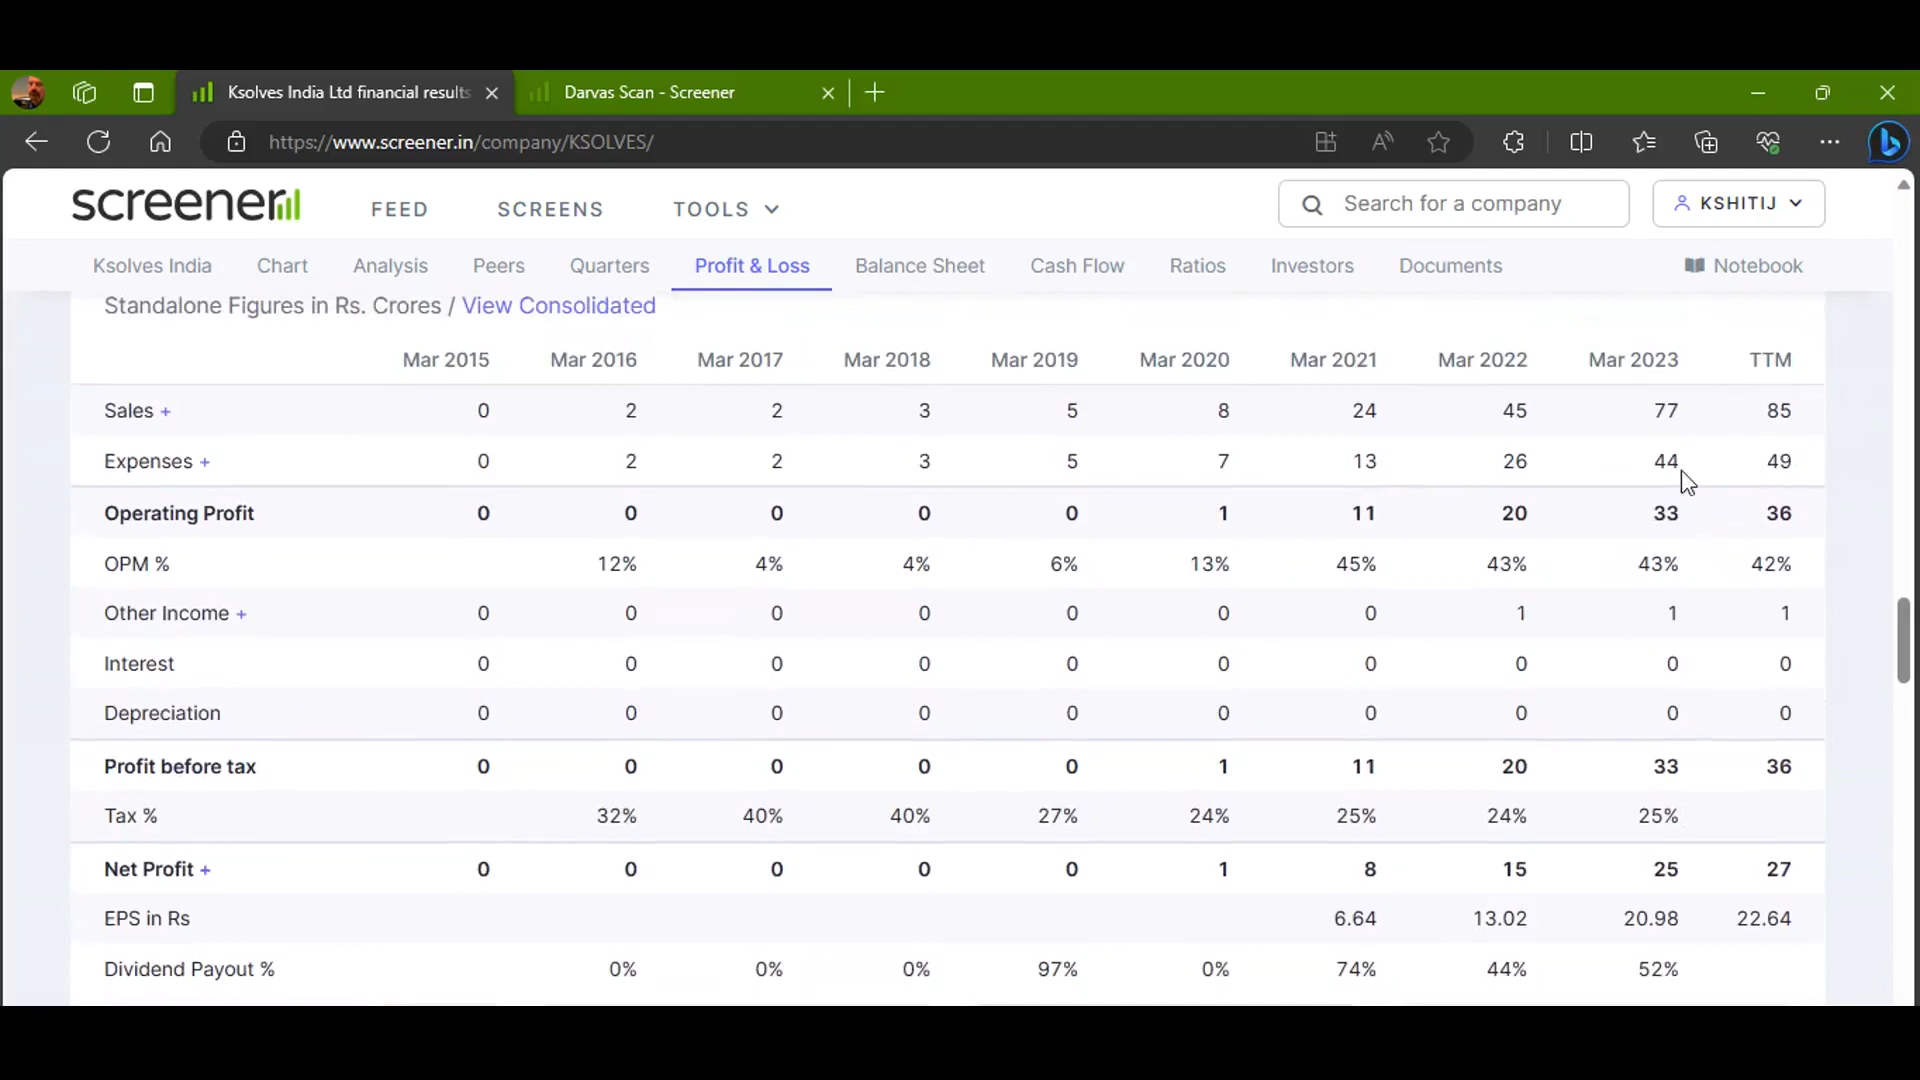 Ksolves India Ltd financial results
Darvas Scan - Screener
https://www.screener.in/company/KSOLVES/
screener
FEED
SCREENS
TOOLS
Search for a company
KSHITIJ
Ksolves India Chart Analysis Peers Quarters Profit & Loss Balance Sheet Cash Flow Ratios Investors Documents Notebook
Standalone Figures in Rs. Crores / View Consolidated
Mar 2015 Mar 2016 Mar 2017 Mar 2018 Mar 2019 Mar 2020 Mar 2021 Mar 2022 Mar 2023 TTM
Sales + 0 2 2 3 5 8 24 45 77 85
Expenses + 0 2 2 3 5 7 13 26 44 49
Operating Profit 0 0 0 0 0 1 11 20 33 36
OPM % 12% 4% 4% 6% 13% 45% 43% 43% 42%
Other Income + 0 0 0 0 0 0 0 1 1 1
Interest 0 0 0 0 0 0 0 0 0 0
Depreciation 0 0 0 0 0 0 0 0 0 0
Profit before tax 0 0 0 0 0 1 11 20 33 36
Tax % 32% 40% 40% 27% 24% 25% 24% 25%
Net Profit + 0 0 0 0 0 1 8 15 25 27
EPS in Rs 6.64 13.02 20.98 22.64
Dividend Payout % 0% 0% 0% 97% 0% 74% 44% 52%